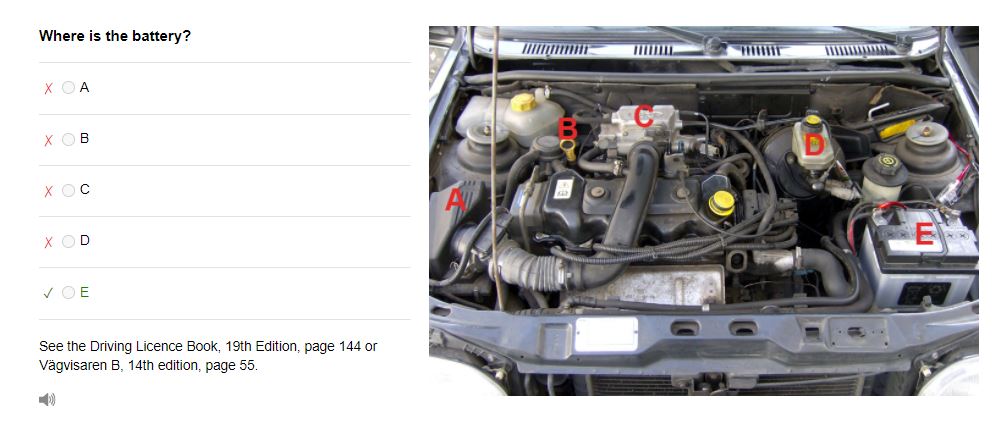 Where is the battery?
A
B
C
D
E
See the Driving Licence Book, 19th Edition, page 144 or
Vägvisaren B, 14th edition, page 55.
C
B
D
A
E